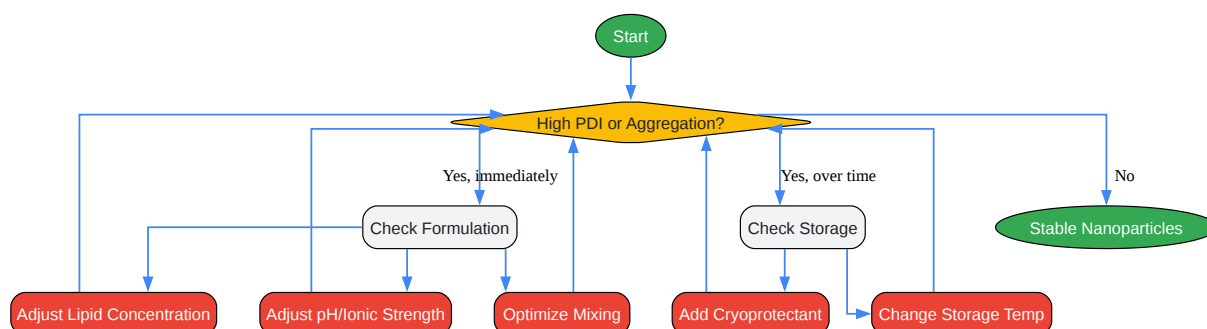 Start
High PDI or Aggregation?
Yes, immediately
Yes, over time
No
Check Formulation
Check Storage
Stable Nanoparticles
Adjust Lipid Concentration
Adjust pH/Ionic Strength
Optimize Mixing
Add Cryoprotectant
Change Storage Temp